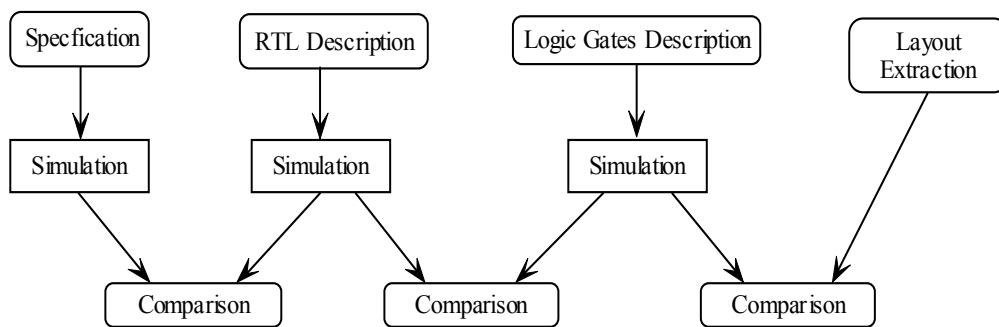 Specfication
RTL Description
Logic Gates Description
Layout
Extraction
Simulation
Simulation
Simulation
Comparison
Comparison
Comparison